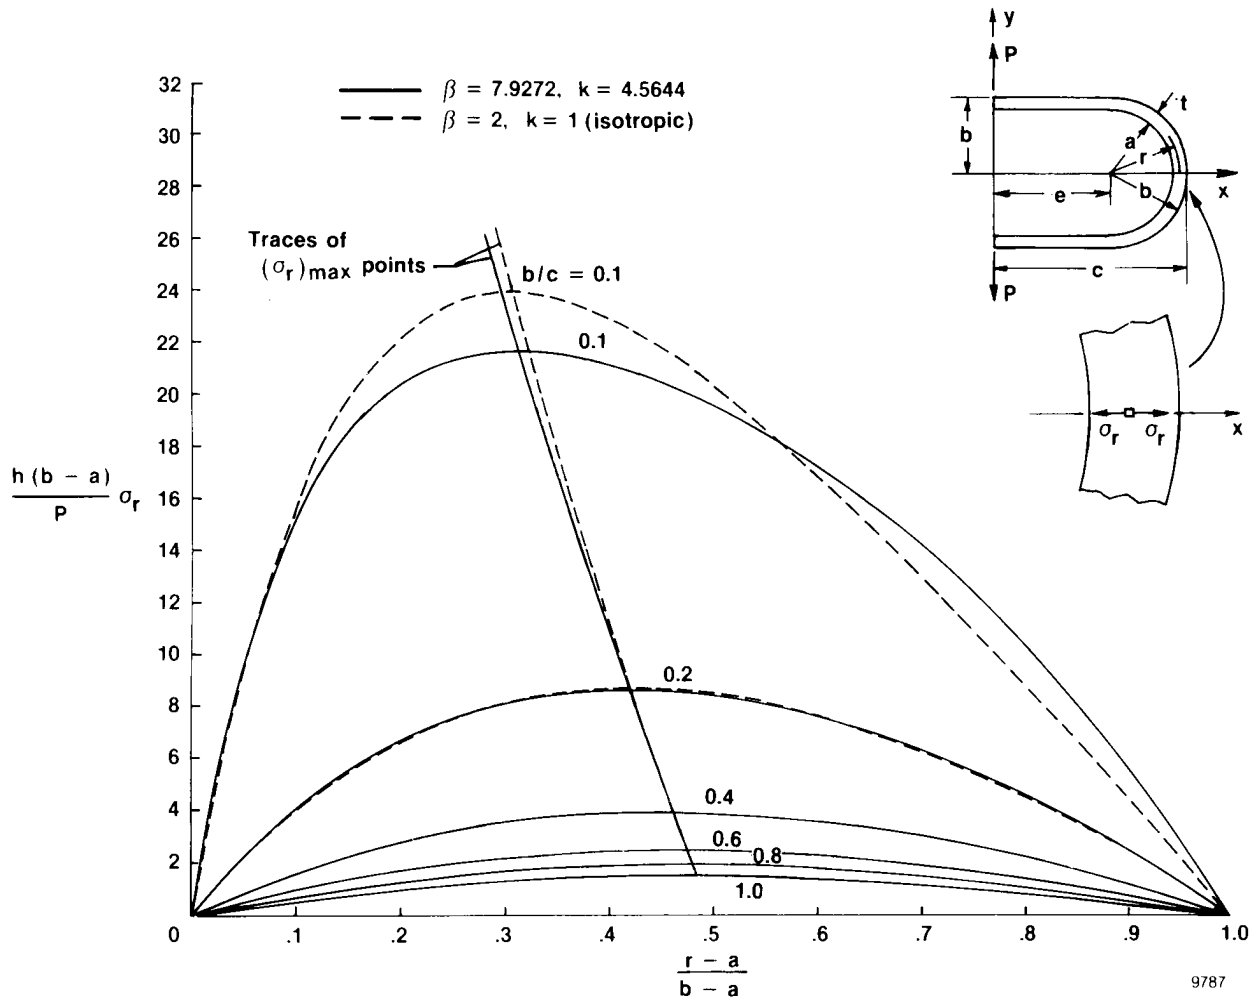 32
30
28
26
24
22
20
18
16
14
12
10
8
6
4
2
0
.1
.2
.3
.4
.5
.6
.7
.8
.9
1.0
h (b − a)
P
σr
r − a
b − a
β = 7.9272, k = 4.5644
β = 2, k = 1 (isotropic)
Traces of
(σr)max points
b/c = 0.1
0.1
0.2
0.4
0.6
0.8
1.0
y
P
t
b
a
r
x
e
b
c
P
σr
σr
x
9787